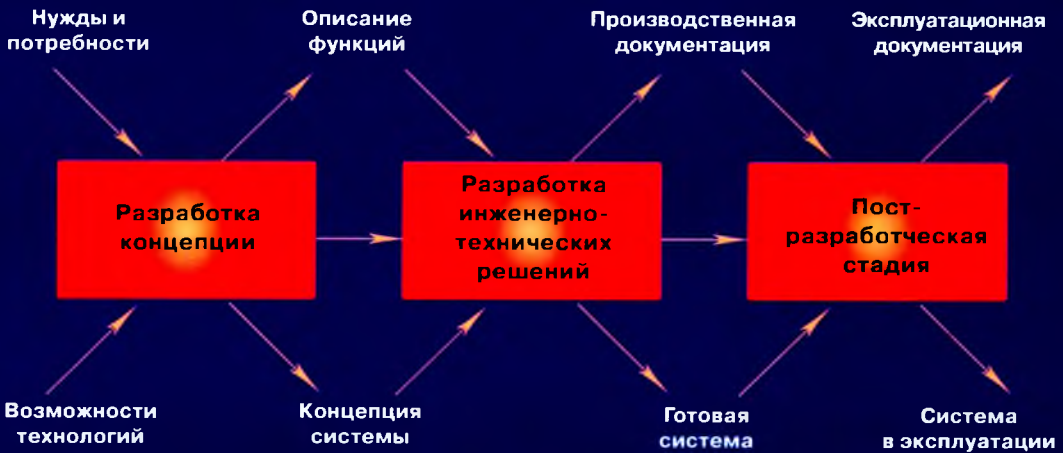 Нужды и
потребности
Описание
функций
Производственная
документация
Эксплуатационная
документация
Разработка
концепции
Разработка
инженерно-
технических
решений
Пост-
разработческая
стадия
Возможности
технологий
Концепция
системы
Готовая
система
Система
в эксплуатации